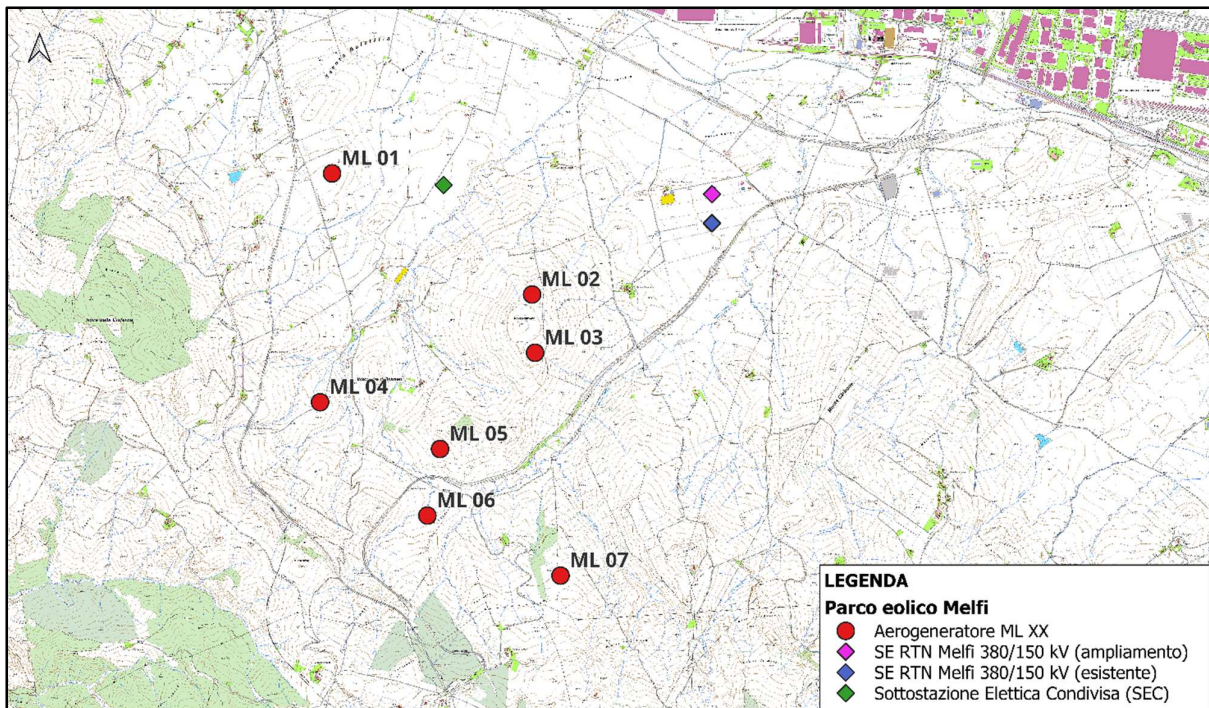 ML 01
ML 02
ML 03
ML 04
ML 05
ML 06
ML 07
LEGENDA
Parco eolico Melfi
Aerogeneratore ML XX
SE RTN Melfi 380/150 kV (ampliamento)
SE RTN Melfi 380/150 kV (esistente)
Sottostazione Elettica Condivisa (SEC)